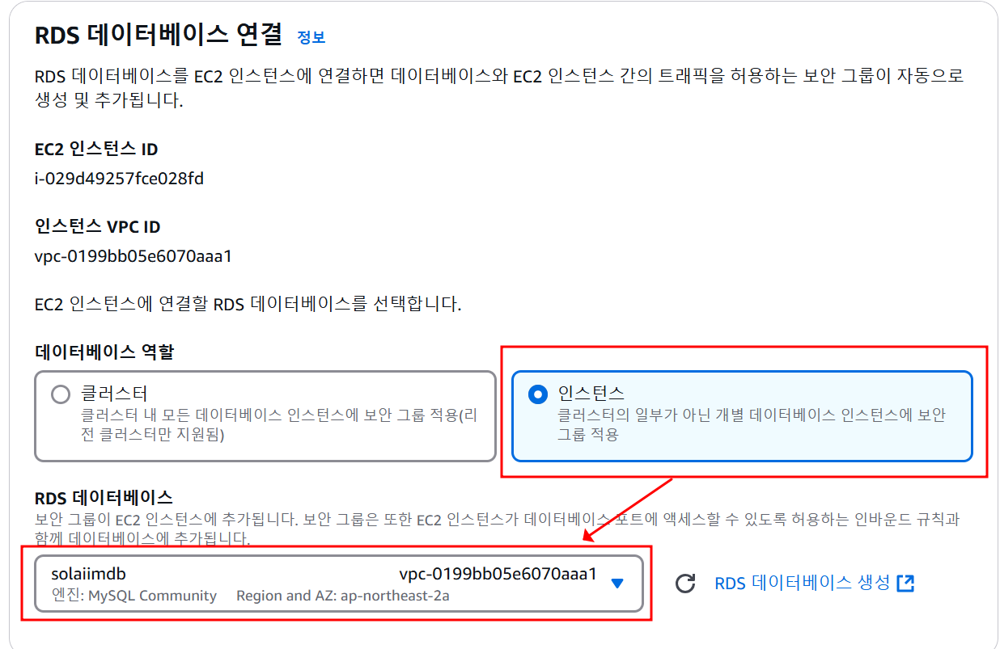 RDS 데이터베이스 연결 정보
RDS 데이터베이스를 EC2 인스턴스에 연결하면 데이터베이스와 EC2 인스턴스 간의 트래픽을 허용하는 보안 그룹이 자동으로
생성 및 추가됩니다.
EC2 인스턴스 ID
i-029d49257fce028fd
인스턴스 VPC ID
vpc-0199bb05e6070aaa1
EC2 인스턴스에 연결할 RDS 데이터베이스를 선택합니다.
데이터베이스 역할
클러스터
클러스터 내 모든 데이터베이스 인스턴스에 보안 그룹 적용(리
전 클러스터만 지원됨)
인스턴스
클러스터의 일부가 아닌 개별 데이터베이스 인스턴스에 보안
그룹 적용
RDS 데이터베이스
보안 그룹이 EC2 인스턴스에 추가됩니다. 보안 그룹은 또한 EC2 인스턴스가 데이터베이스 포트에 액세스할 수 있도록 허용하는 인바운드 규칙과
함께 데이터베이스에 추가됩니다.
solaiimdb vpc-0199bb05e6070aaa1
엔진: MySQL Community Region and AZ: ap-northeast-2a
RDS 데이터베이스 생성